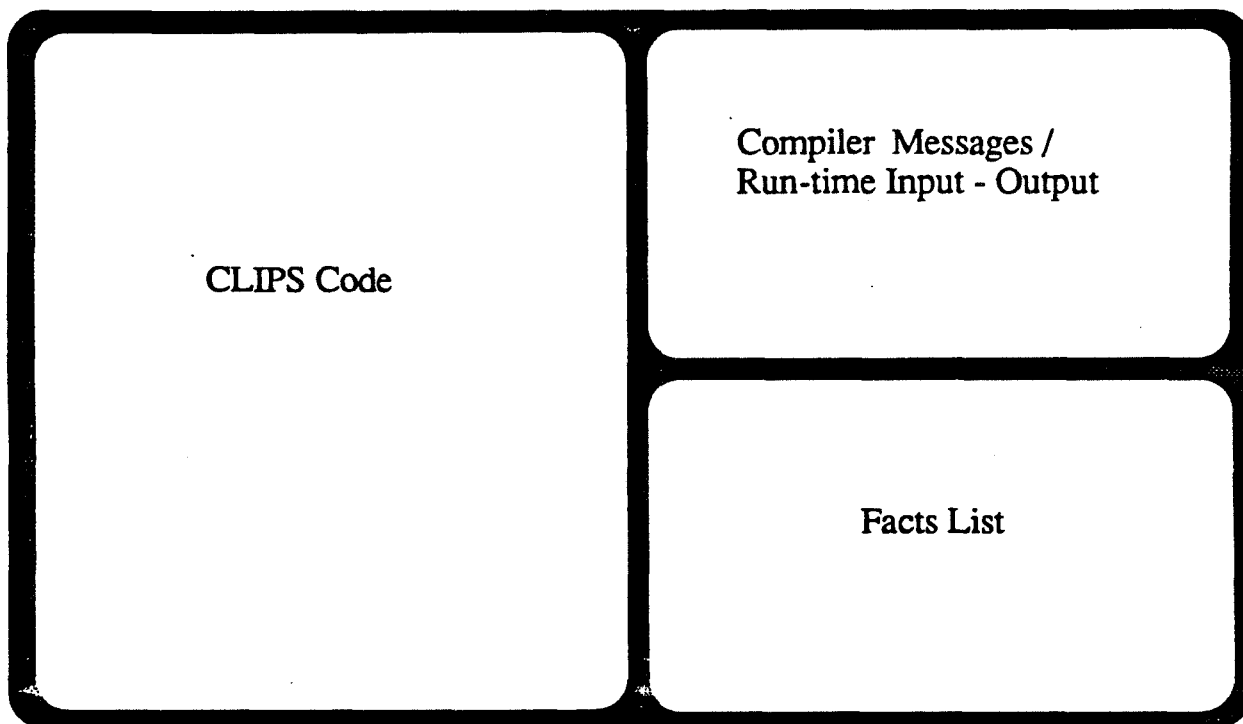 CLIPS Code
Compiler Messages /
Run-time Input - Output
Facts List